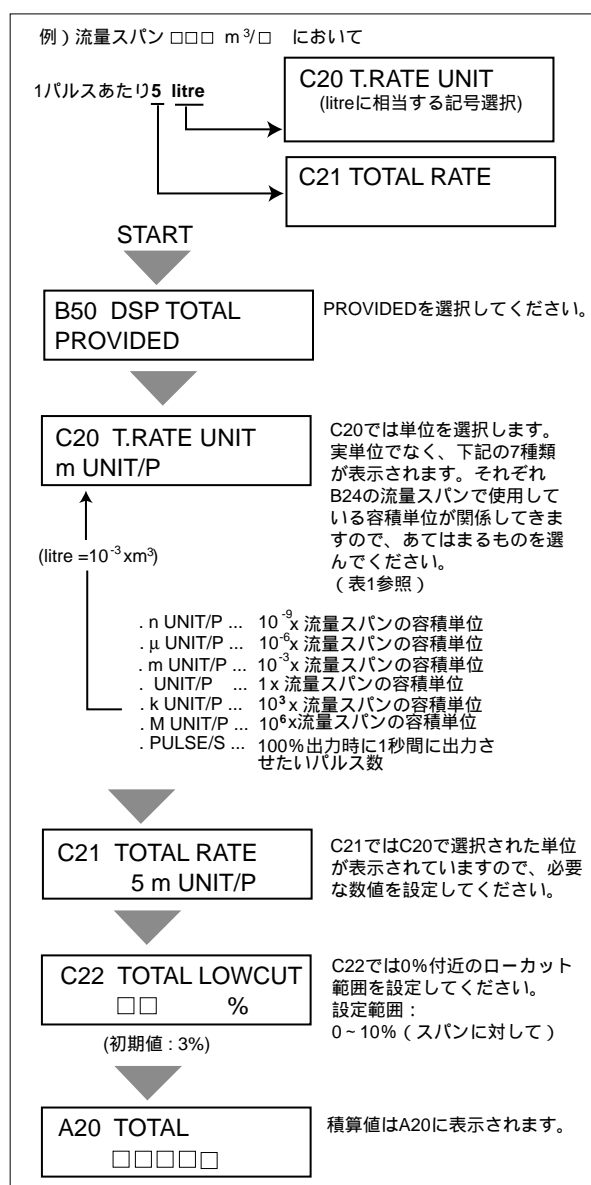 例）流量スパン □□□ m³/□ において
1パルスあたり5 litre
C20 T.RATE UNIT
(litreに相当する記号選択)
C21 TOTAL RATE
START
B50 DSP TOTAL
PROVIDED
PROVIDEDを選択してください。
C20 T.RATE UNIT
m UNIT/P
C20では単位を選択します。
実単位でなく、下記の7種類
が表示されます。それぞれ
B24の流量スパンで使用して
いる容積単位が関係してきま
すので、あてはまるものを選
んでください。
（表1参照）
(litre =10⁻³xm³)
. n UNIT/P ... 10⁻⁹x 流量スパンの容積単位
. μ UNIT/P ... 10⁻⁶x 流量スパンの容積単位
. m UNIT/P ... 10⁻³x 流量スパンの容積単位
. UNIT/P ... 1 x 流量スパンの容積単位
. k UNIT/P ... 10³ x 流量スパンの容積単位
. M UNIT/P ... 10⁶x流量スパンの容積単位
. PULSE/S ... 100%出力時に1秒間に出力さ
せたいパルス数
C21 TOTAL RATE
5 m UNIT/P
C21ではC20で選択された単位
が表示されていますので、必要
な数値を設定してください。
C22 TOTAL LOWCUT
□□ %
(初期値 : 3%)
C22では0%付近のローカット
範囲を設定してください。
設定範囲：
0~10%（スパンに対して）
A20 TOTAL
□□□□□
積算値はA20に表示されます。